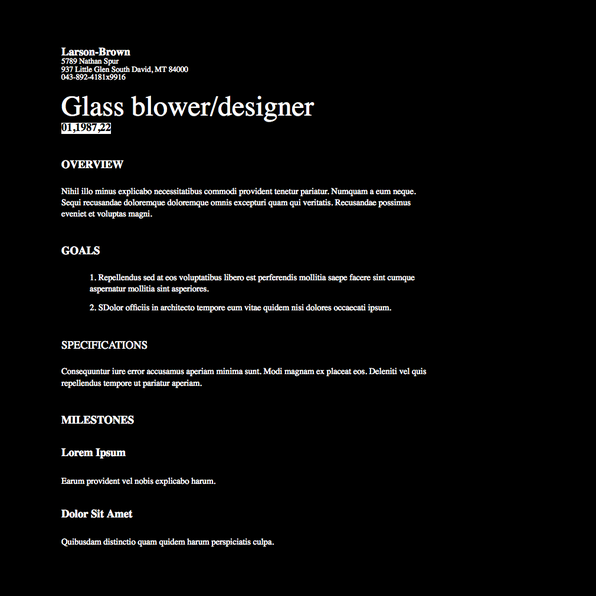 Larson-Brown
5789 Nathan Spur
937 Little Glen South David, MT 84000
043-892-4181x9916
Glass blower/designer
01,1987,22
OVERVIEW
Nihil illo minus explicabo necessitatibus commodi provident tenetur pariatur. Numquam a eum neque.
Sequi recusandae doloremque doloremque omnis excepturi quam qui veritatis. Recusandae possimus
eveniet et voluptas magni.
GOALS
1. Repellendus sed at eos voluptatibus libero est perferendis mollitia saepe facere sint cumque
aspernatur mollitia sint asperiores.
2. SDolor officiis in architecto tempore eum vitae quidem nisi dolores occaecati ipsum.
SPECIFICATIONS
Consequuntur iure error accusamus aperiam minima sunt. Modi magnam ex placeat eos. Deleniti vel quis
repellendus tempore ut pariatur aperiam.
MILESTONES
Lorem Ipsum
Earum provident vel nobis explicabo harum.
Dolor Sit Amet
Quibusdam distinctio quam quidem harum perspiciatis culpa.